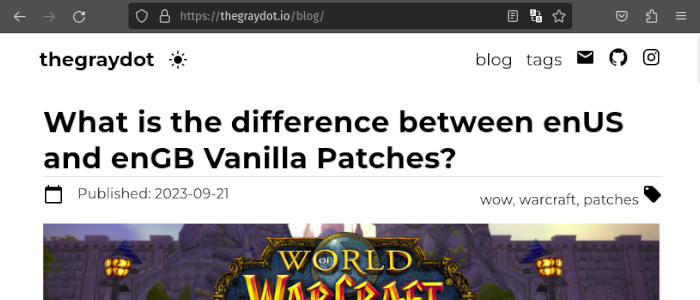 https://thegraydot.io/blog/
thegraydot
blog tags
What is the difference between enUS
and enGB Vanilla Patches?
Published: 2023-09-21
wow, warcraft, patches
WORLD
OF
WARCRAFT